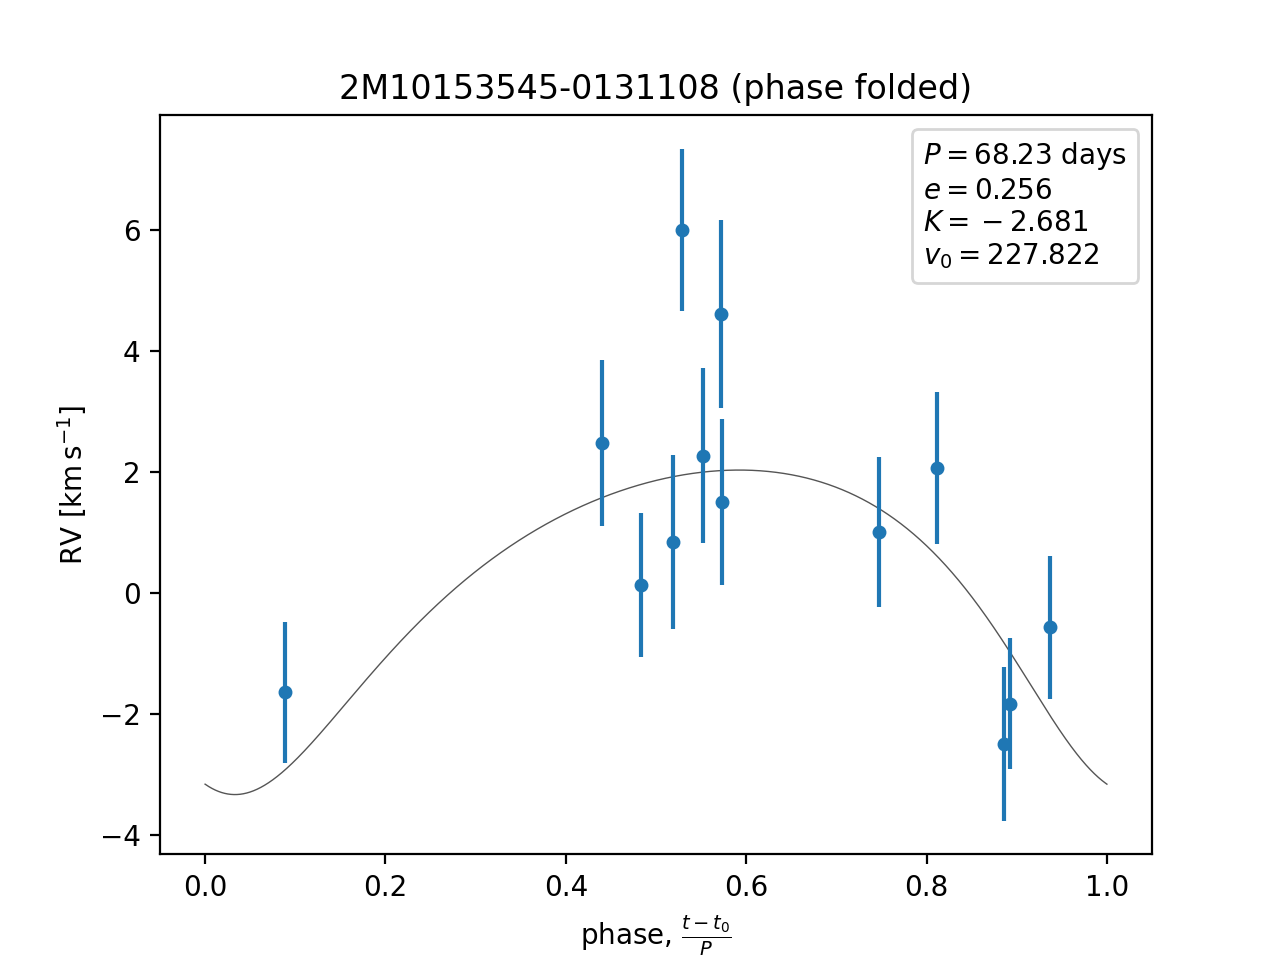 2M10153545-0131108 (phase folded)
P = 68.23 days
e = 0.256
K = −2.681
v₀ = 227.822
RV [km s⁻¹]
6
4
2
0
−2
−4
0.0 0.2 0.4 0.6 0.8 1.0
phase, (t − t₀)/P